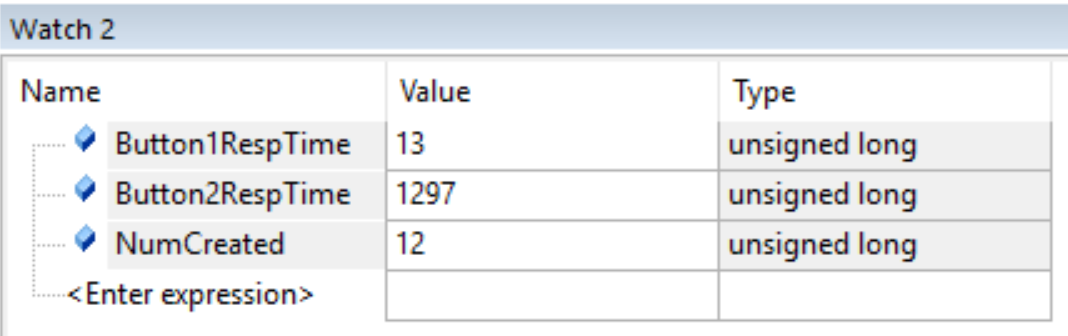 Watch 2
Name Value Type
Button1RespTime 13 unsigned long
Button2RespTime 1297 unsigned long
NumCreated 12 unsigned long
<Enter expression>